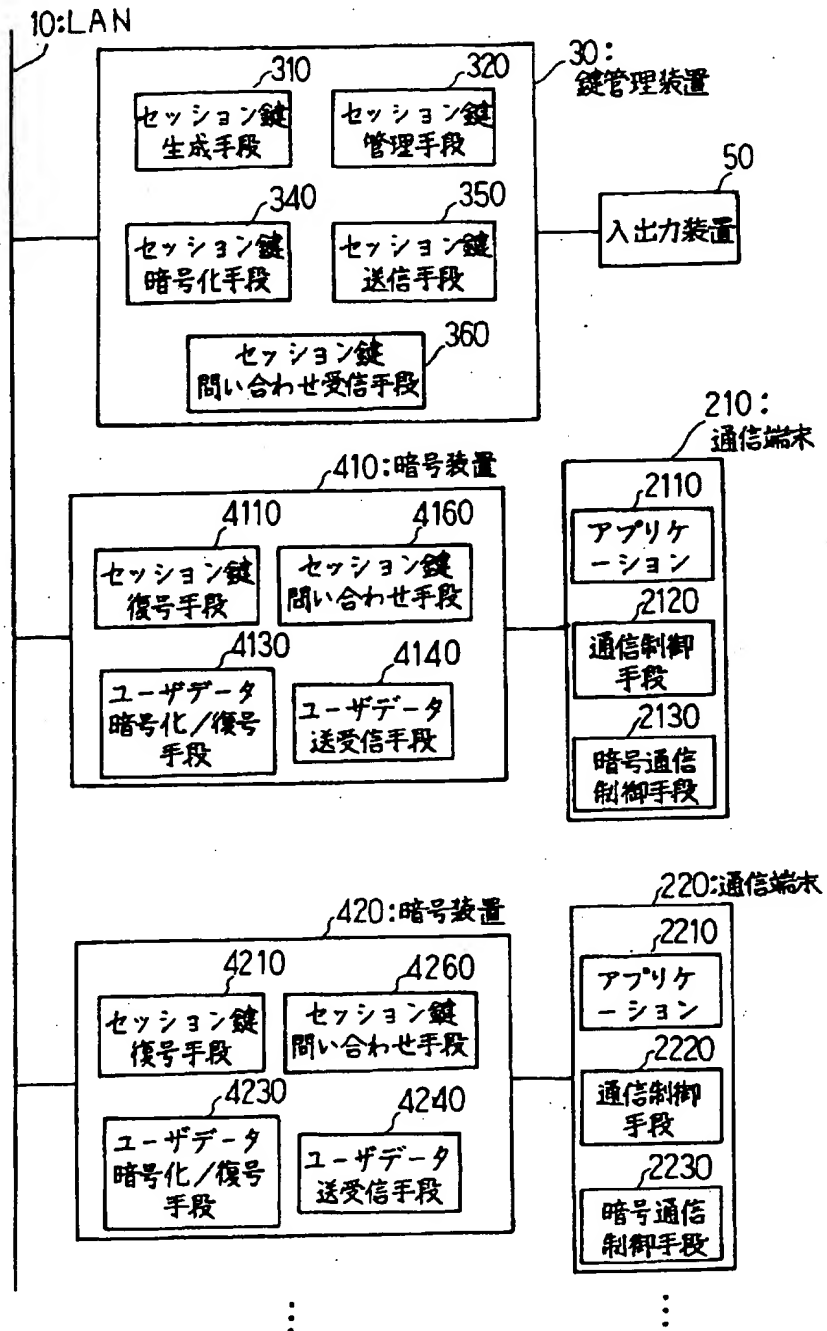 10:LAN
30:
鍵管理装置
310
セッション鍵
生成手段
320
セッション鍵
管理手段
340
セッション鍵
暗号化手段
350
セッション鍵
送信手段
360
セッション鍵
問い合わせ受信手段
50
入出力装置
410:暗号装置
4110
セッション鍵
復号手段
4160
セッション鍵
問い合わせ手段
4130
ユーザデータ
暗号化/復号
手段
4140
ユーザデータ
送受信手段
210:
通信端末
2110
アプリケ
ーション
2120
通信制御
手段
2130
暗号通信
制御手段
420:暗号装置
4210
セッション鍵
復号手段
4260
セッション鍵
問い合わせ手段
4230
ユーザデータ
暗号化/復号
手段
4240
ユーザデータ
送受信手段
220:通信端末
2210
アプリケ
ーション
2220
通信制御
手段
2230
暗号通信
制御手段